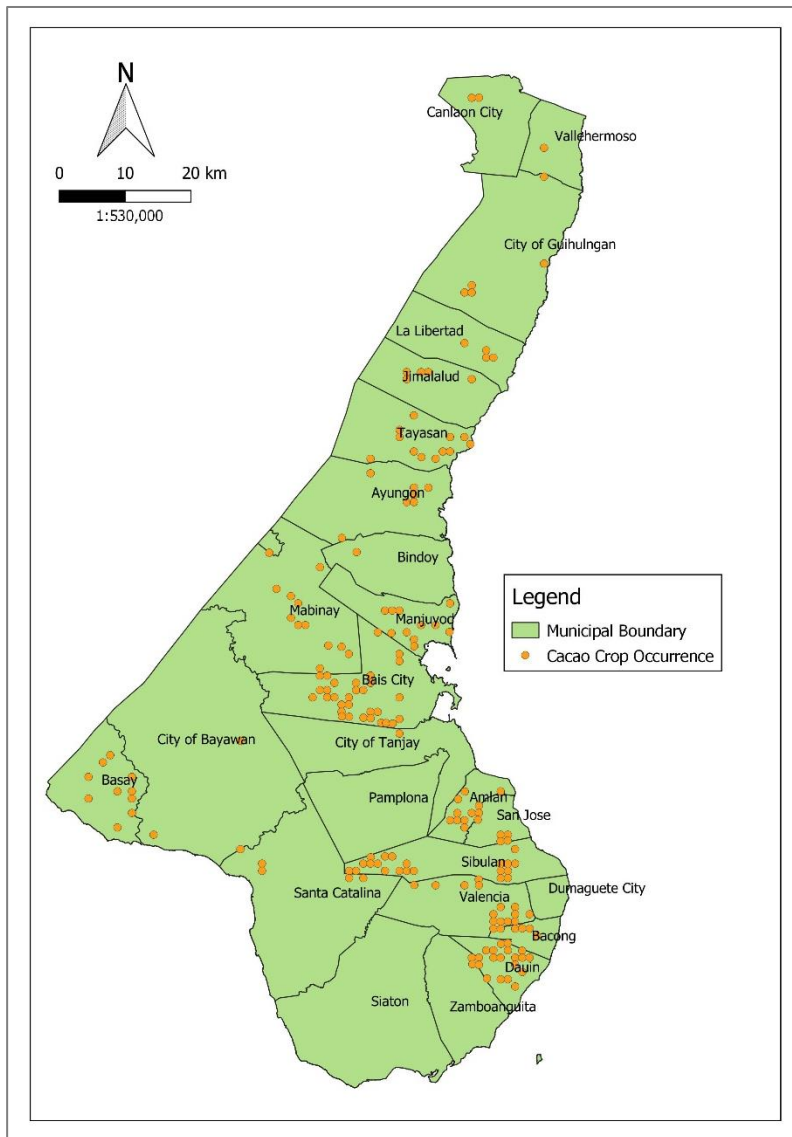 N
Canlaon City
Vallehermoso
0 10 20 km
1:530,000
City of Guihulngan
La Libertad
Jimalalud
Tayasan
Ayungon
Bindoy
Legend
Municipal Boundary
Cacao Crop Occurrence
Mabinay
Manjuyod
Bais City
City of Bayawan
City of Tanjay
Basay
Pamplona
Amlan
San Jose
Sibulan
Santa Catalina
Valencia
Dumaguete City
Bacong
Dauin
Siaton
Zamboanguita